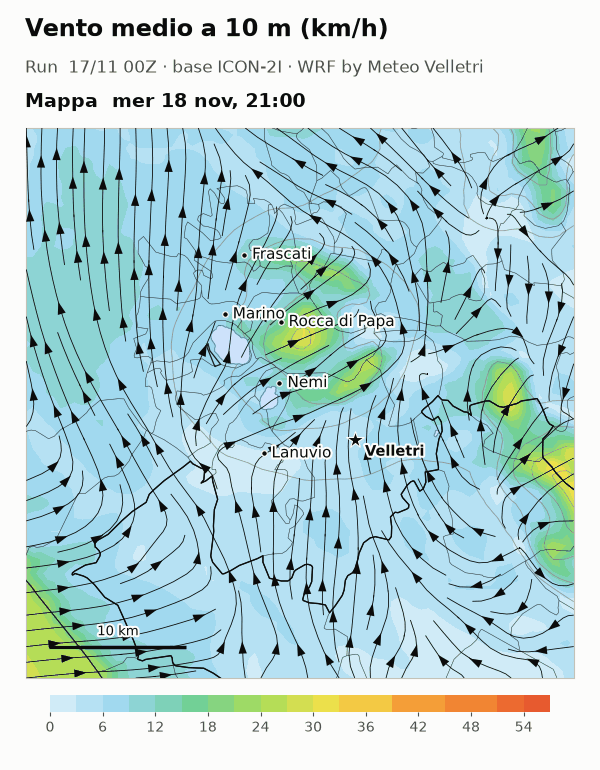 Vento medio a 10 m (km/h)
Run  17/11 00Z · base ICON-2I · WRF by Meteo Velletri
Mappa  mer 18 nov, 21:00
Frascati
Marino
Rocca di Papa
Nemi
Velletri
Lanuvio
10 km
0 6 12 18 24 30 36 42 48 54